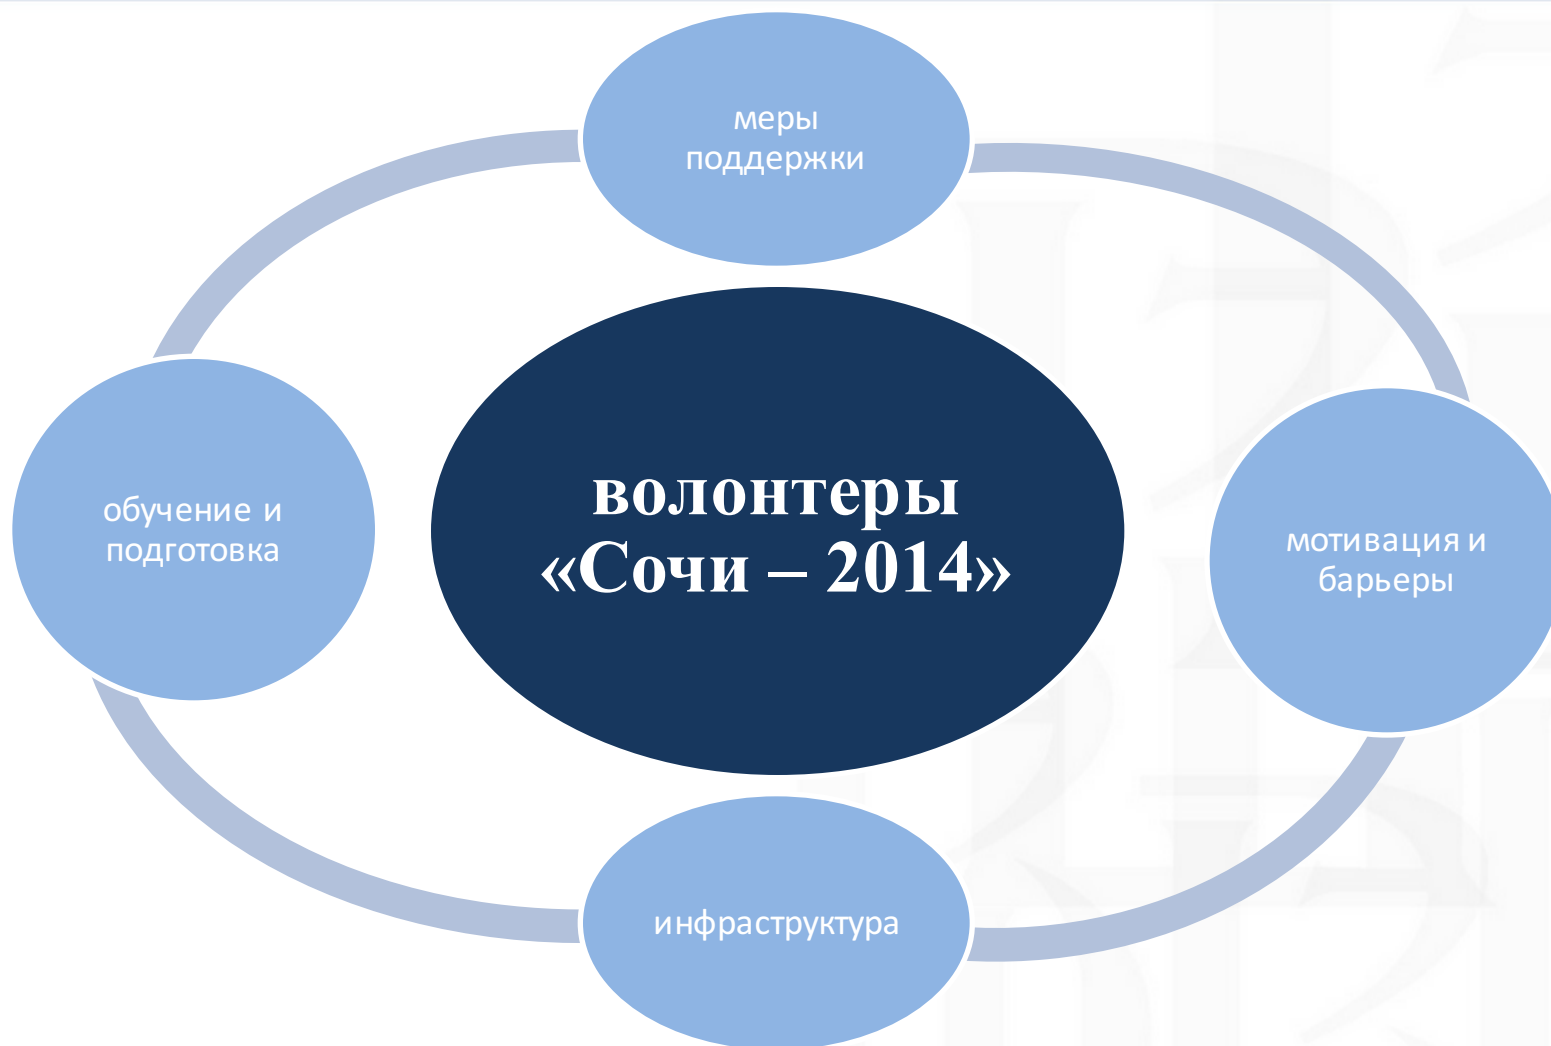 меры
поддержки
волонтеры
«Сочи – 2014»
обучение и
подготовка
мотивация и
барьеры
инфраструктура